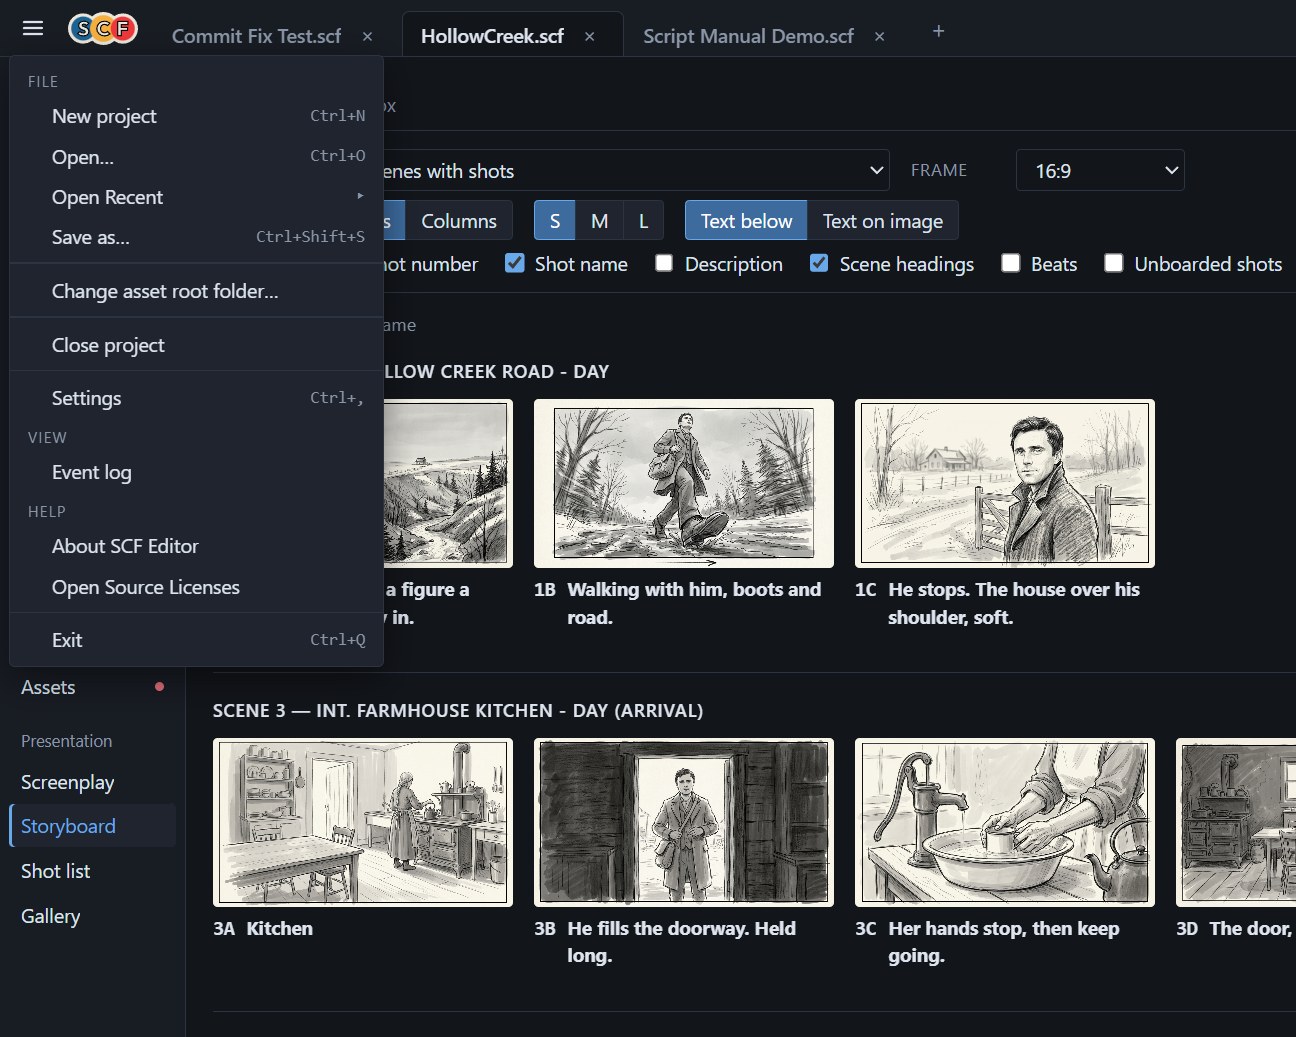 SCF
Commit Fix Test.scf ×
HollowCreek.scf ×
Script Manual Demo.scf ×
+
FILE
New project Ctrl+N
Open... Ctrl+O
Open Recent ▸
Save as... Ctrl+Shift+S
Change asset root folder...
Close project
Settings Ctrl+,
VIEW
Event log
HELP
About SCF Editor
Open Source Licenses
Exit Ctrl+Q
Assets
Presentation
Screenplay
Storyboard
Shot list
Gallery
with shots
FRAME 16:9
Columns S M L Text below Text on image
number Shot name Description Scene headings Beats Unboarded shots
CREEK ROAD - DAY
a figure a
in.
1B Walking with him, boots and
road.
1C He stops. The house over his
shoulder, soft.
SCENE 3 — INT. FARMHOUSE KITCHEN - DAY (ARRIVAL)
3A Kitchen
3B He fills the doorway. Held
long.
3C Her hands stop, then keep
going.
3D The door,